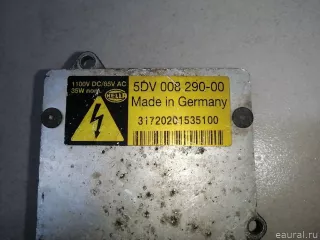 1100V DC/85V AC
35W nom.
HELLA
5DV 008 290-00
Made in Germany
31720201535100
eaural.ru